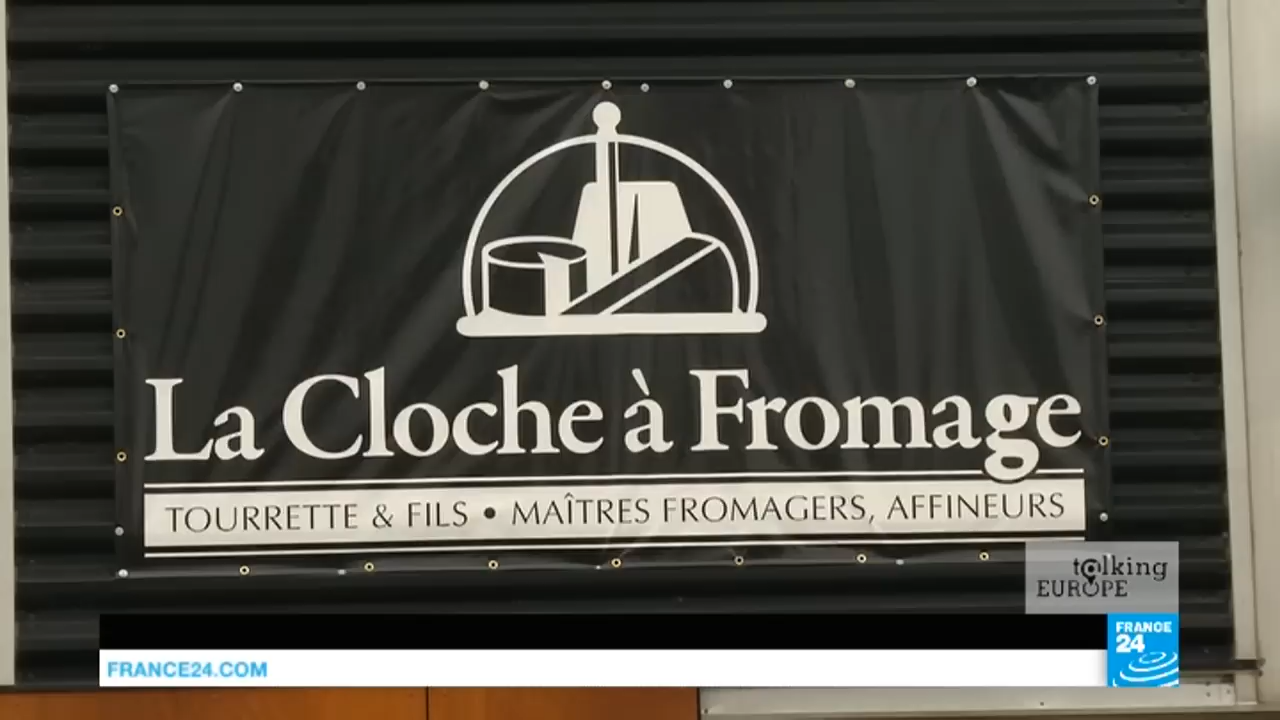 La Cloche à Fromage
TOURRETTE & FILS • MAÎTRES FROMAGERS, AFFINEURS
talking
EUROPE
FRANCE
24
FRANCE24.COM